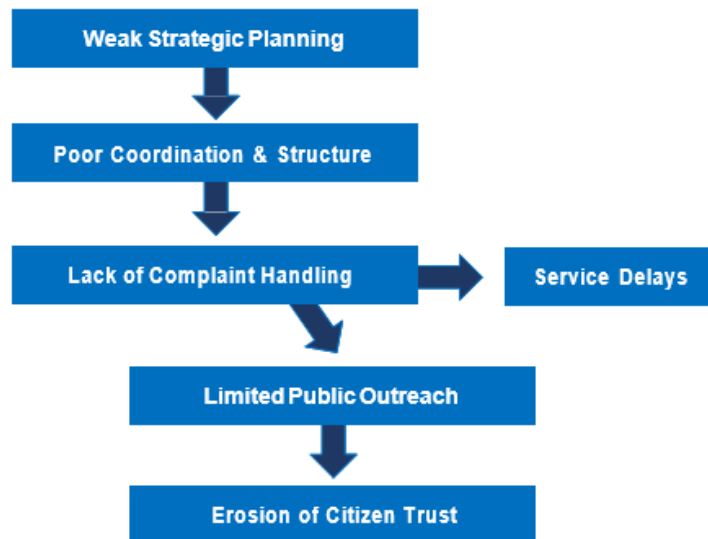 Weak Strategic Planning
Poor Coordination & Structure
Lack of Complaint Handling
Service Delays
Limited Public Outreach
Erosion of Citizen Trust